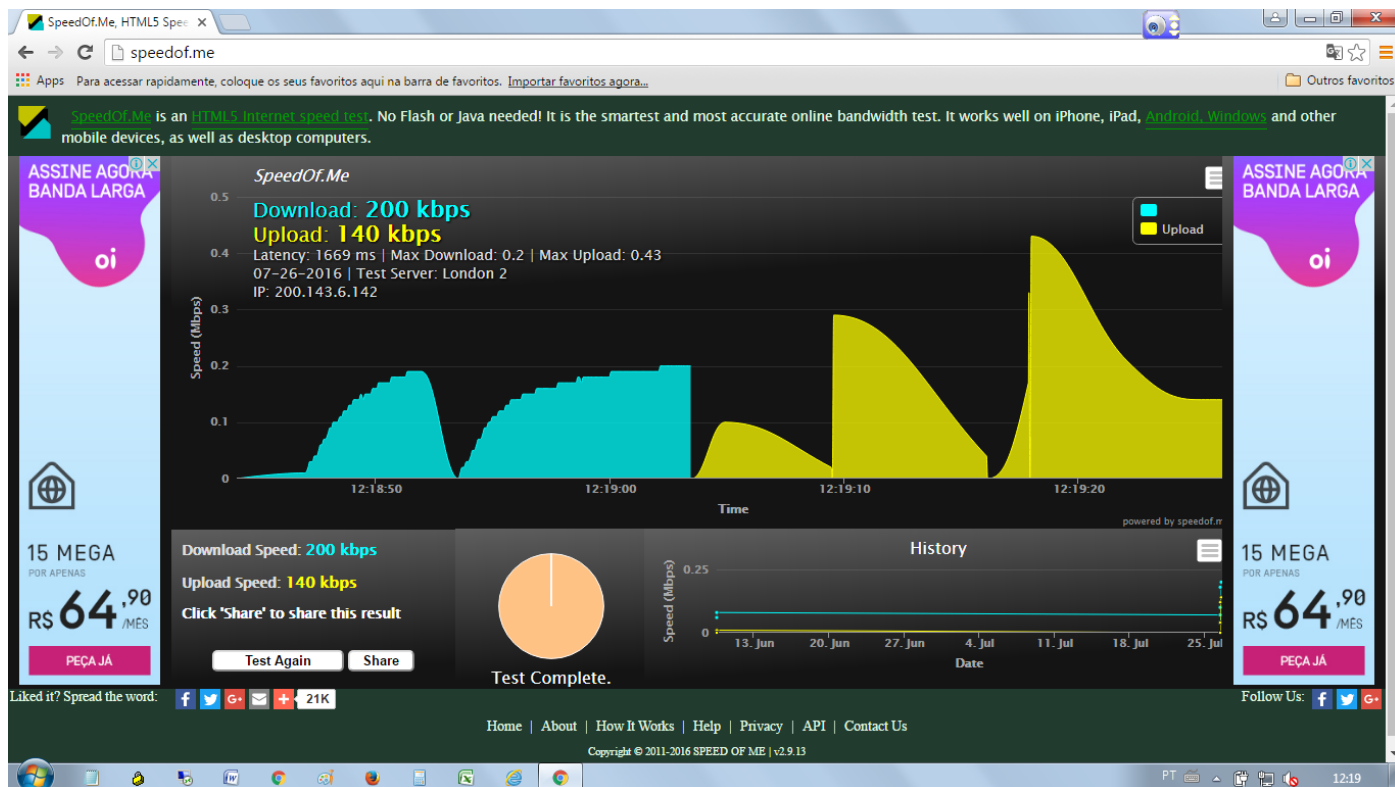 SpeedOf.Me, HTML5 Spee
speedof.me
Apps Para acessar rapidamente, coloque os seus favoritos aqui na barra de favoritos. Importar favoritos agora...
Outros favoritos
SpeedOf.Me is an HTML5 Internet speed test. No Flash or Java needed! It is the smartest and most accurate online bandwidth test. It works well on iPhone, iPad, Android, Windows and other
mobile devices, as well as desktop computers.
ASSINE AGORA
BANDA LARGA
oi
15 MEGA
POR APENAS
R$ 64,90
/MÊS
PEÇA JÁ
SpeedOf.Me
Download: 200 kbps
Upload: 140 kbps
Latency: 1669 ms | Max Download: 0.2 | Max Upload: 0.43
07-26-2016 | Test Server: London 2
IP: 200.143.6.142
Upload
Speed (Mbps)
0.5
0.4
0.3
0.2
0.1
0
12:18:50 12:19:00 12:19:10 12:19:20
Time
powered by speedof.m
Download Speed: 200 kbps
Upload Speed: 140 kbps
Click 'Share' to share this result
Test Again Share
Test Complete.
History
Speed (Mbps)
0.25
0
13. Jun 20. Jun 27. Jun 4. Jul 11. Jul 18. Jul 25. Jul
Date
ASSINE AGORA
BANDA LARGA
oi
15 MEGA
POR APENAS
R$ 64,90
/MÊS
PEÇA JÁ
Liked it? Spread the word:
21K
Follow Us:
Home | About | How It Works | Help | Privacy | API | Contact Us
Copyright © 2011-2016 SPEED OF ME | v2.9.13
PT
12:19